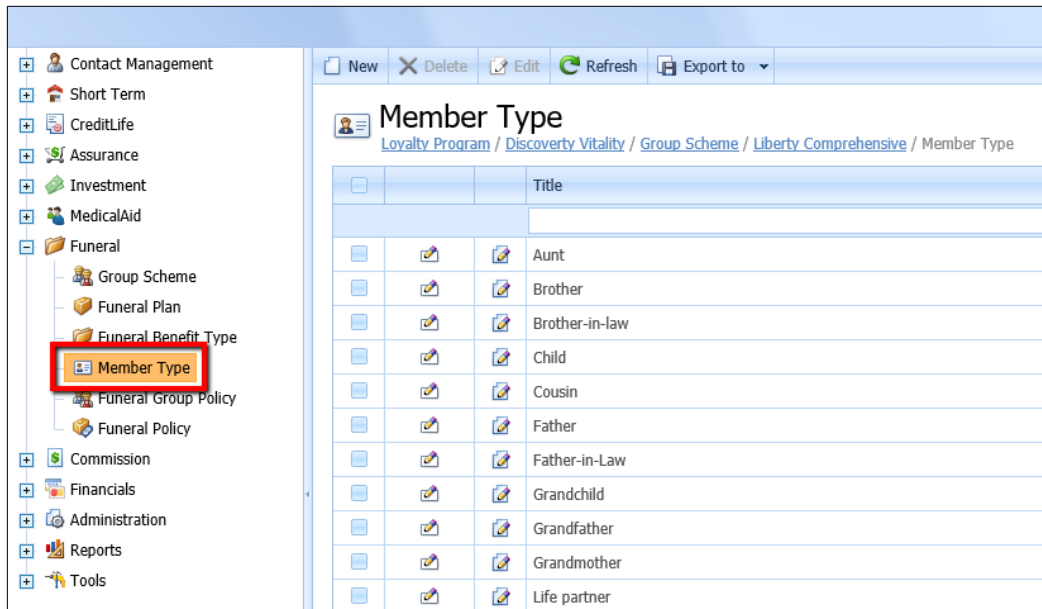 Contact Management
Short Term
CreditLife
Assurance
Investment
MedicalAid
Funeral
Group Scheme
Funeral Plan
Funeral Benefit Type
Member Type
Funeral Group Policy
Funeral Policy
Commission
Financials
Administration
Reports
Tools
New Delete Edit Refresh Export to
Member Type
Loyalty Program / Discoverty Vitality / Group Scheme / Liberty Comprehensive / Member Type
Title
Aunt
Brother
Brother-in-law
Child
Cousin
Father
Father-in-Law
Grandchild
Grandfather
Grandmother
Life partner